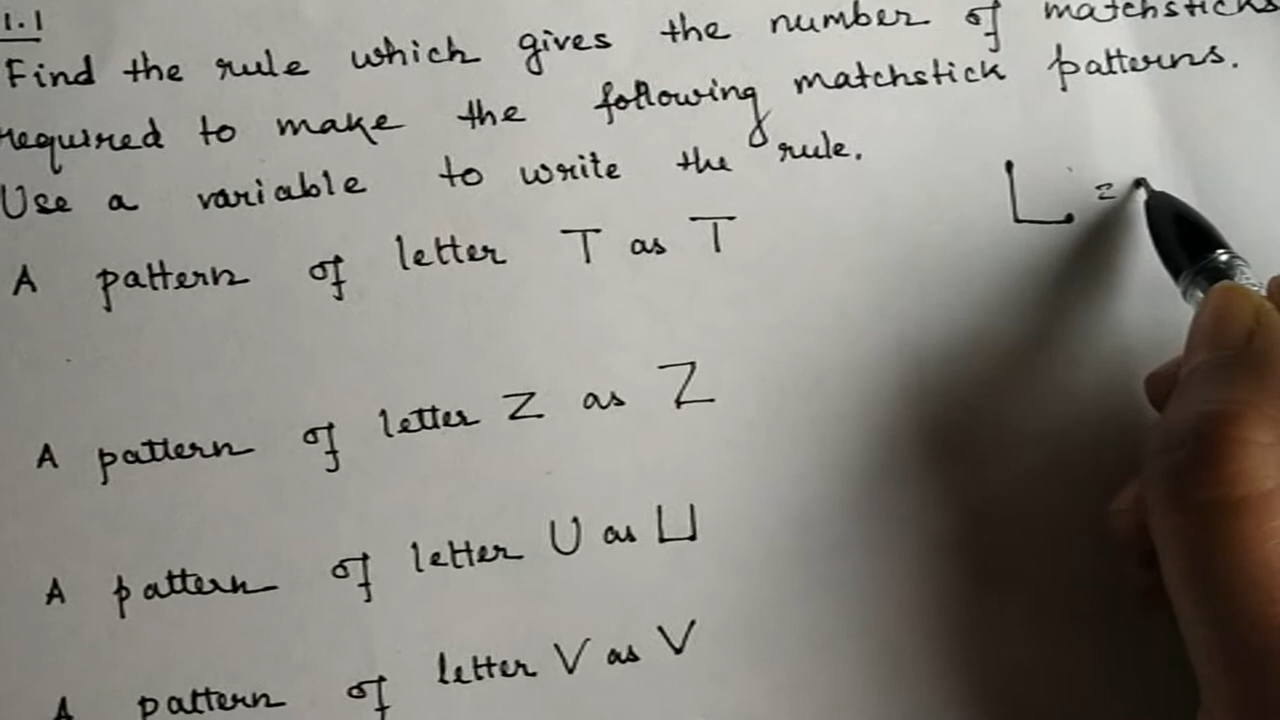 1.1
Find the rule which gives the number of matchsticks
required to make the following matchstick patterns.
Use a variable to write the rule.
L =
A pattern of letter T as T
A pattern of letter Z as Z
A pattern of letter U as U
A pattern of letter V as V